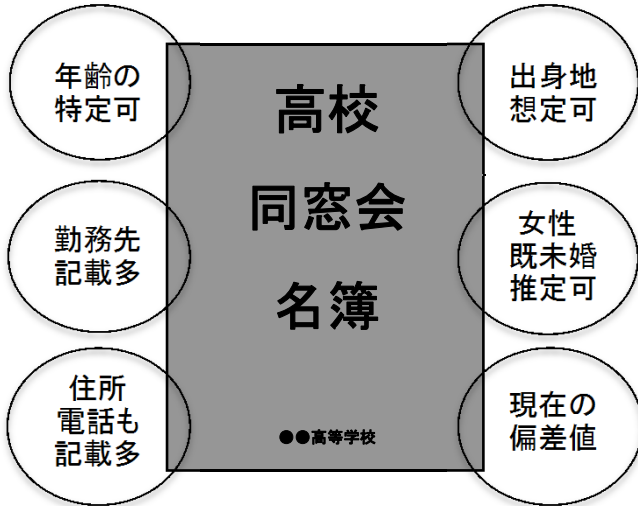 年齢の
特定可
勤務先
記載多
住所
電話も
記載多
高校
同窓会
名簿
●●高等学校
出身地
想定可
女性
既未婚
推定可
現在の
偏差値